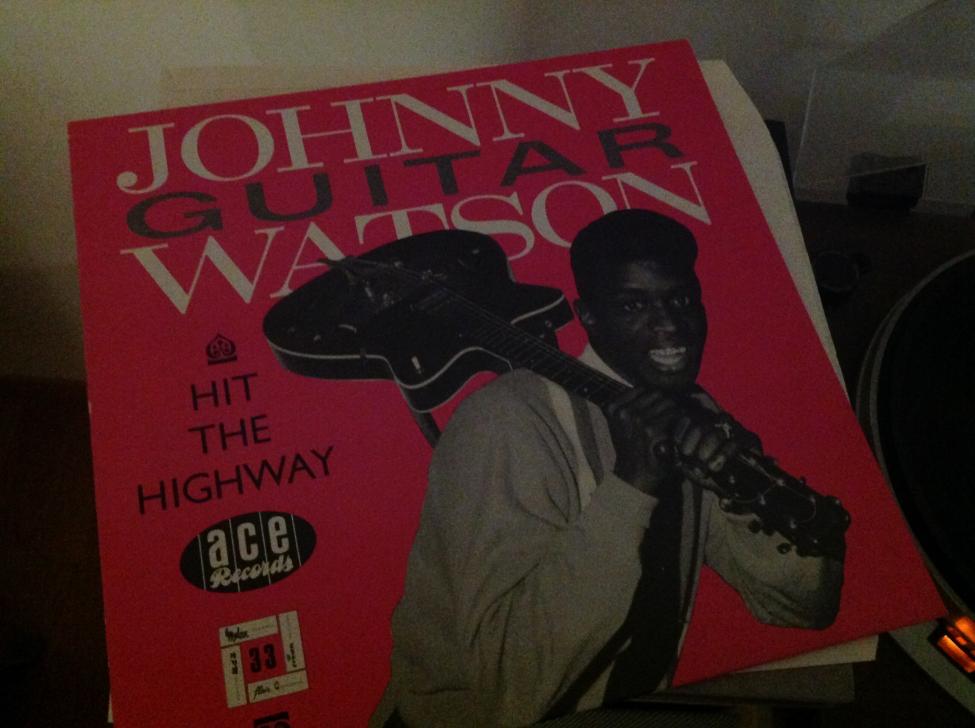 JOHNNY
GUITAR
WATSON
HIT
THE
HIGHWAY
ace
Records
33